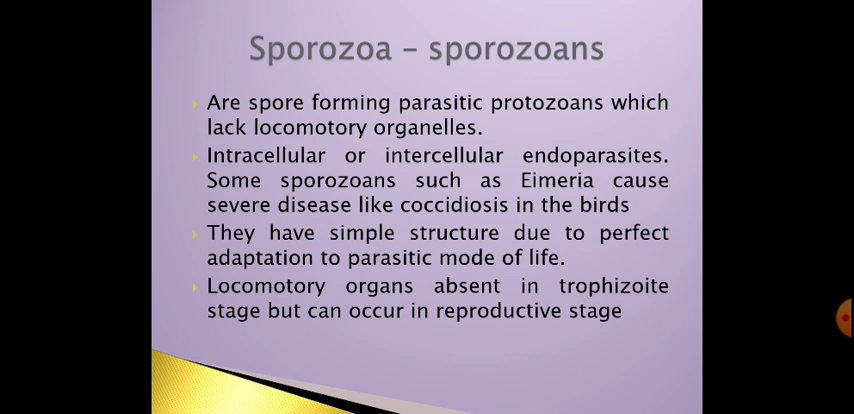 Sporozoa – sporozoans
Are spore forming parasitic protozoans which
lack locomotory organelles.
Intracellular or intercellular endoparasites.
Some sporozoans such as Eimeria cause
severe disease like coccidiosis in the birds
They have simple structure due to perfect
adaptation to parasitic mode of life.
Locomotory organs absent in trophizoite
stage but can occur in reproductive stage